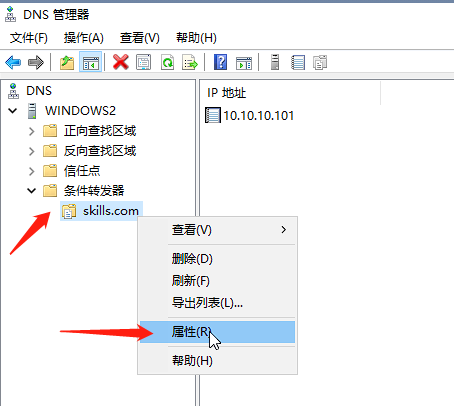 DNS 管理器
文件(F) 操作(A) 查看(V) 帮助(H)
DNS
WINDOWS2
正向查找区域
反向查找区域
信任点
条件转发器
skills.com
IP 地址
10.10.10.101
查看(V)
删除(D)
刷新(F)
导出列表(L)...
属性(R)
帮助(H)